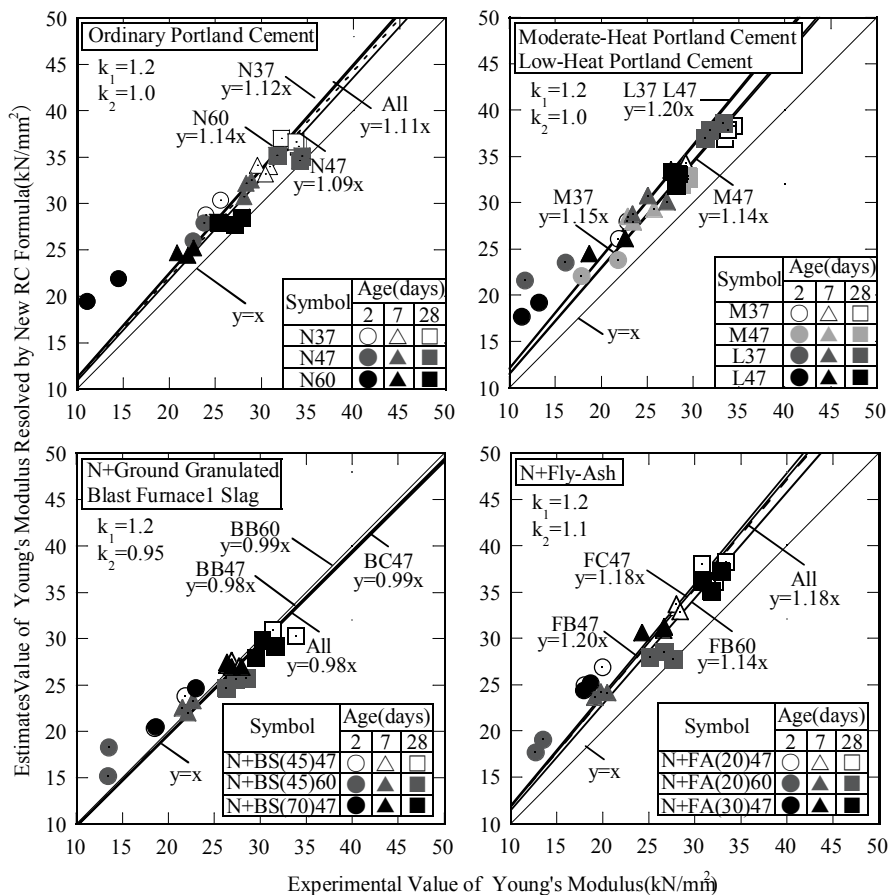 EstimatesValue of Young's Modulus Resolved by New RC Formula(kN/mm²)
50
45
40
35
30
25
20
15
10
Ordinary Portland Cement
k₁=1.2
k₂=1.0
N37
y=1.12x
All
y=1.11x
N60
y=1.14x
N47
y=1.09x
y=x
Symbol Age(days)
2 7 28
N37
N47
N60
10 15 20 25 30 35 40 45 50
50
45
40
35
30
25
20
15
10
Moderate-Heat Portland Cement
Low-Heat Portland Cement
k₁=1.2
k₂=1.0
L37 L47
y=1.20x
M37
y=1.15x
M47
y=1.14x
y=x
Symbol Age(days)
2 7 28
M37
M47
L37
L47
10 15 20 25 30 35 40 45 50
50
45
40
35
30
25
20
15
10
N+Ground Granulated
Blast Furnace1 Slag
k₁=1.2
k₂=0.95
BB60
y=0.99x
BB47
y=0.98x
BC47
y=0.99x
All
y=0.98x
y=x
Symbol Age(days)
2 7 28
N+BS(45)47
N+BS(45)60
N+BS(70)47
10 15 20 25 30 35 40 45 50
50
45
40
35
30
25
20
15
10
N+Fly-Ash
k₁=1.2
k₂=1.1
FC47
y=1.18x
All
y=1.18x
FB47
y=1.20x
FB60
y=1.14x
y=x
Symbol Age(days)
2 7 28
N+FA(20)47
N+FA(20)60
N+FA(30)47
10 15 20 25 30 35 40 45 50
Experimental Value of Young's Modulus(kN/mm²)